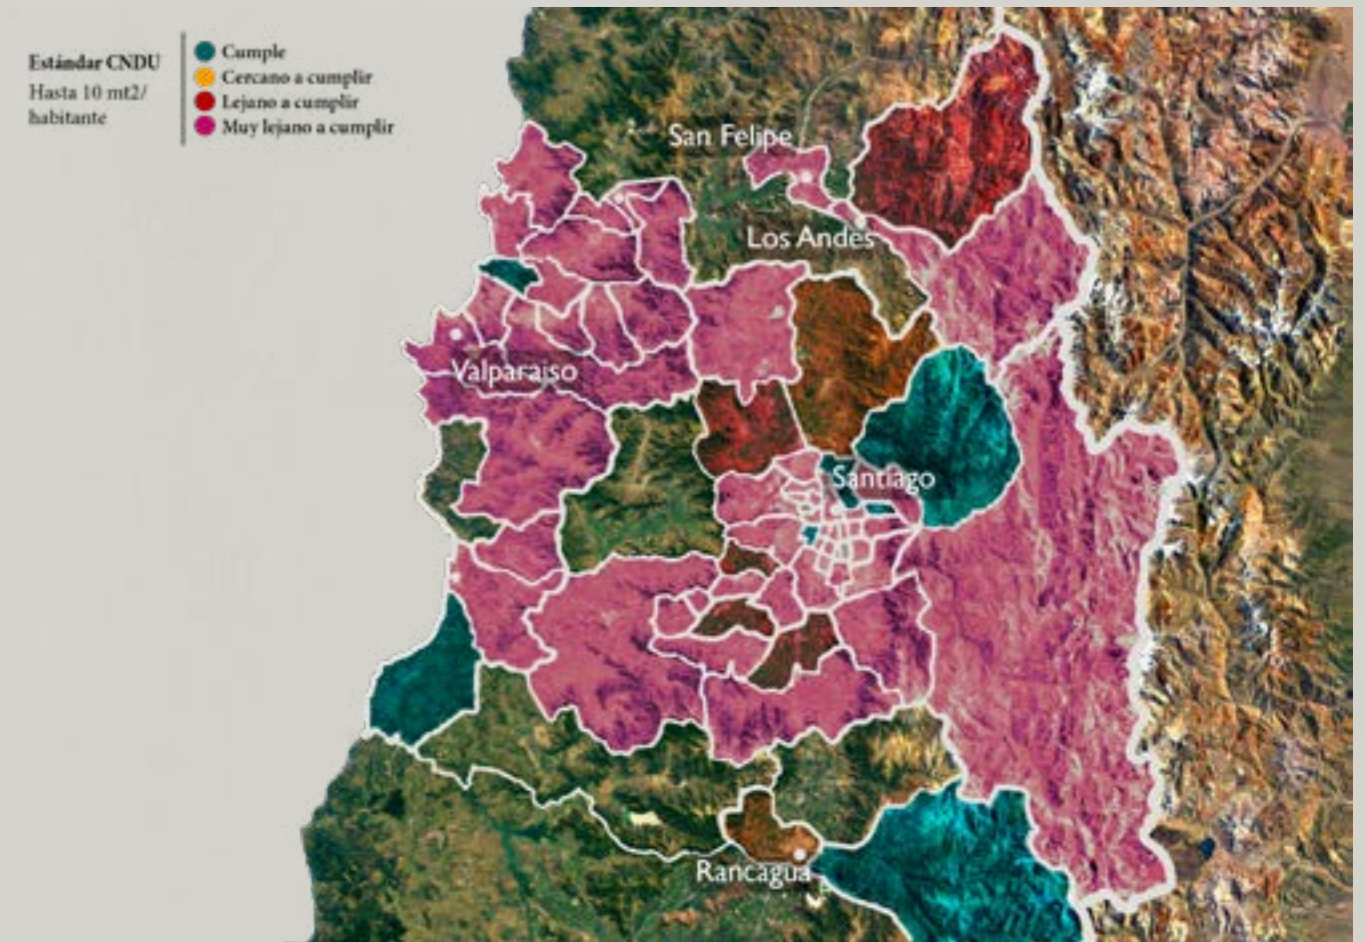 Estándar CNDU
Hasta 10 mt2/
habitante
Cumple
Cercano a cumplir
Lejano a cumplir
Muy lejano a cumplir
San Felipe
Los Andes
Valparaiso
Santiago
Rancagua